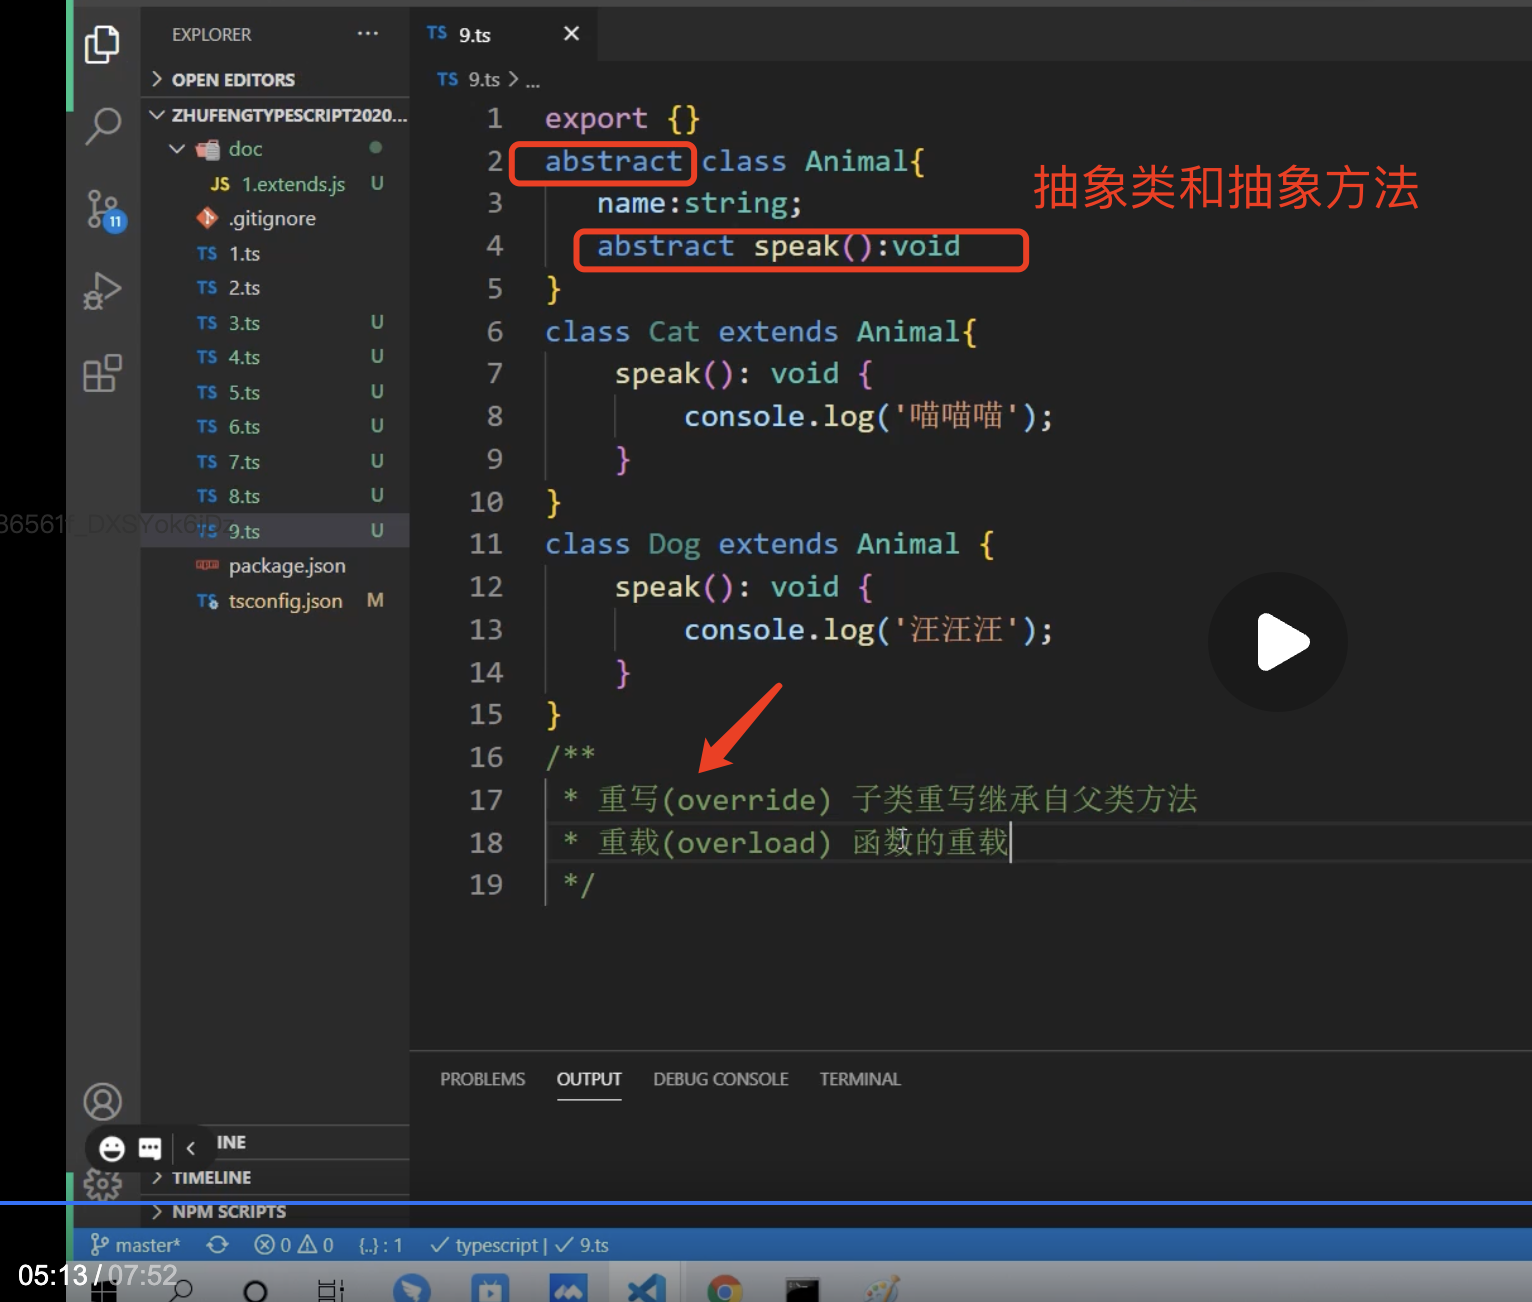 EXPLORER
OPEN EDITORS
ZHUFENGTYPESCRIPT2020...
doc
JS 1.extends.js U
.gitignore
TS 1.ts
TS 2.ts
TS 3.ts U
TS 4.ts U
TS 5.ts U
TS 6.ts U
TS 7.ts U
TS 8.ts U
TS 9.ts U
package.json
tsconfig.json M
11
INE
TIMELINE
NPM SCRIPTS
TS 9.ts
TS 9.ts > ...
1 export {}
2 abstract class Animal{
3 name:string;
4 abstract speak():void
5 }
6 class Cat extends Animal{
7 speak(): void {
8 console.log('喵喵喵');
9 }
10 }
11 class Dog extends Animal {
12 speak(): void {
13 console.log('汪汪汪');
14 }
15 }
16 /**
17 * 重写(override) 子类重写继承自父类方法
18 * 重载(overload) 函数的重载
19 */
抽象类和抽象方法
PROBLEMS OUTPUT DEBUG CONSOLE TERMINAL
master* 0 0 {..} : 1 typescript | 9.ts
05:13 / 07:52